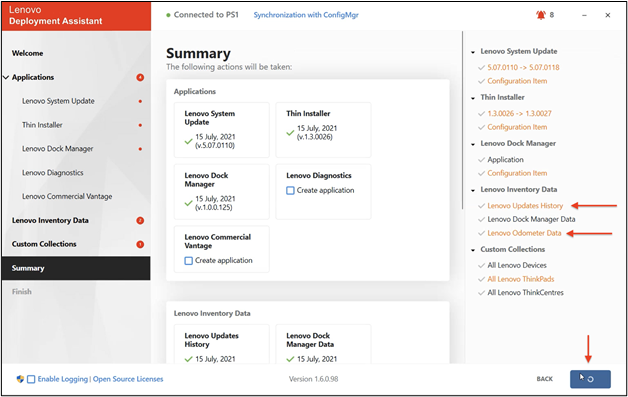 Lenovo
Deployment Assistant
Connected to PS1
Synchronization with ConfigMgr
8
Welcome
Applications
4
Lenovo System Update
Thin Installer
Lenovo Dock Manager
Lenovo Diagnostics
Lenovo Commercial Vantage
Lenovo Inventory Data
2
Custom Collections
1
Summary
Finish
Summary
The following actions will be taken:
Applications
Lenovo System
Update
15 July, 2021
(v.5.07.0110)
Thin Installer
15 July, 2021
(v.1.3.0026)
Lenovo Dock
Manager
15 July, 2021
(v.1.0.0.125)
Lenovo Diagnostics
Create application
Lenovo Commercial
Vantage
Create application
Lenovo Inventory Data
Lenovo Updates
History
15 July, 2021
Lenovo Dock Manager
Data
15 July, 2021
Lenovo System Update
5.07.0110 -> 5.07.0118
Configuration Item
Thin Installer
1.3.0026 -> 1.3.0027
Configuration Item
Lenovo Dock Manager
Application
Configuration Item
Lenovo Inventory Data
Lenovo Updates History
Lenovo Dock Manager Data
Lenovo Odometer Data
Custom Collections
All Lenovo Devices
All Lenovo ThinkPads
All Lenovo ThinkCentres
Enable Logging | Open Source Licenses
Version 1.6.0.98
BACK